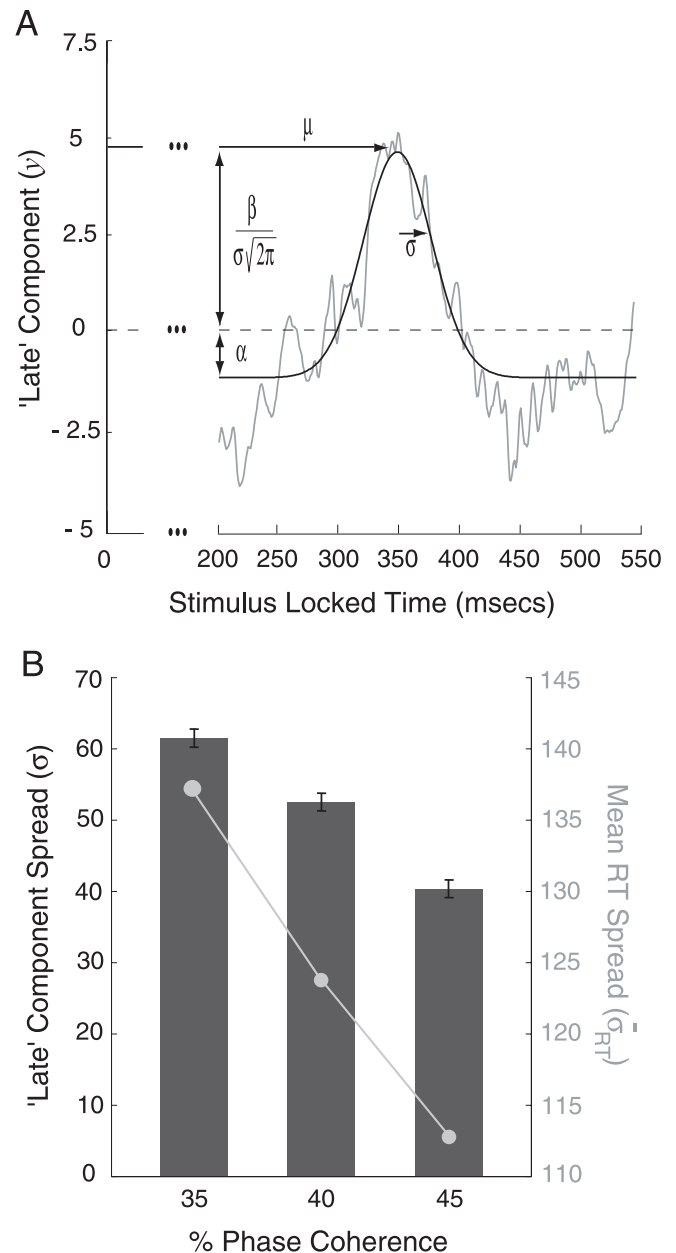 A
7.5
5
2.5
0
- 2.5
- 5
'Late' Component (y)
μ
β
σ√2π
σ
α
0 200 250 300 350 400 450 500 550
Stimulus Locked Time (msecs)
B
70
60
50
40
30
20
10
0
'Late' Component Spread (σ)
145
140
135
130
125
120
115
110
Mean RT Spread (σ̄RT)
35 40 45
% Phase Coherence